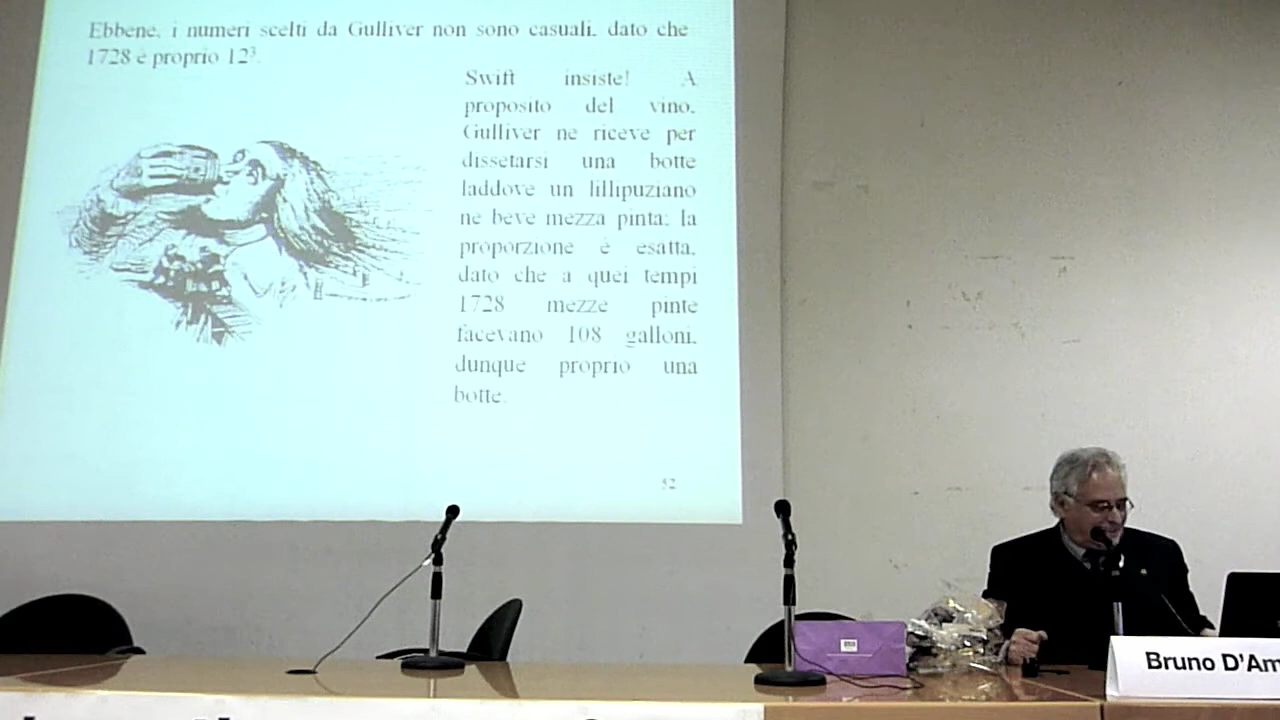 Ebbene, i numeri scelti da Gulliver non sono casuali, dato che
1728 è proprio 12³.
Swift insiste! A
proposito del vino,
Gulliver ne riceve per
dissetarsi una botte
laddove un lillipuziano
ne beve mezza pinta: la
proporzione è esatta,
dato che a quei tempi
1728 mezze pinte
facevano 108 galloni,
dunque proprio una
botte.
52
Bruno D'Am